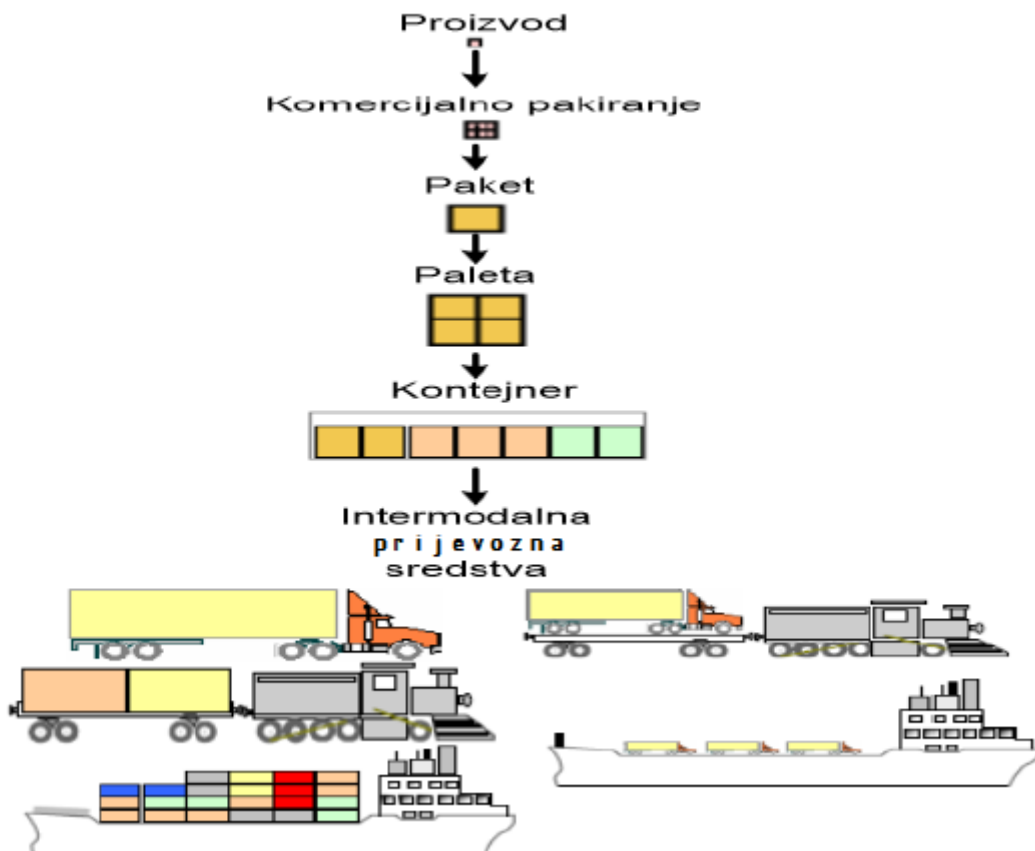 Proizvod
Komercijalno pakiranje
Paket
Paleta
Kontejner
Intermodalna
prijevozna
sredstva